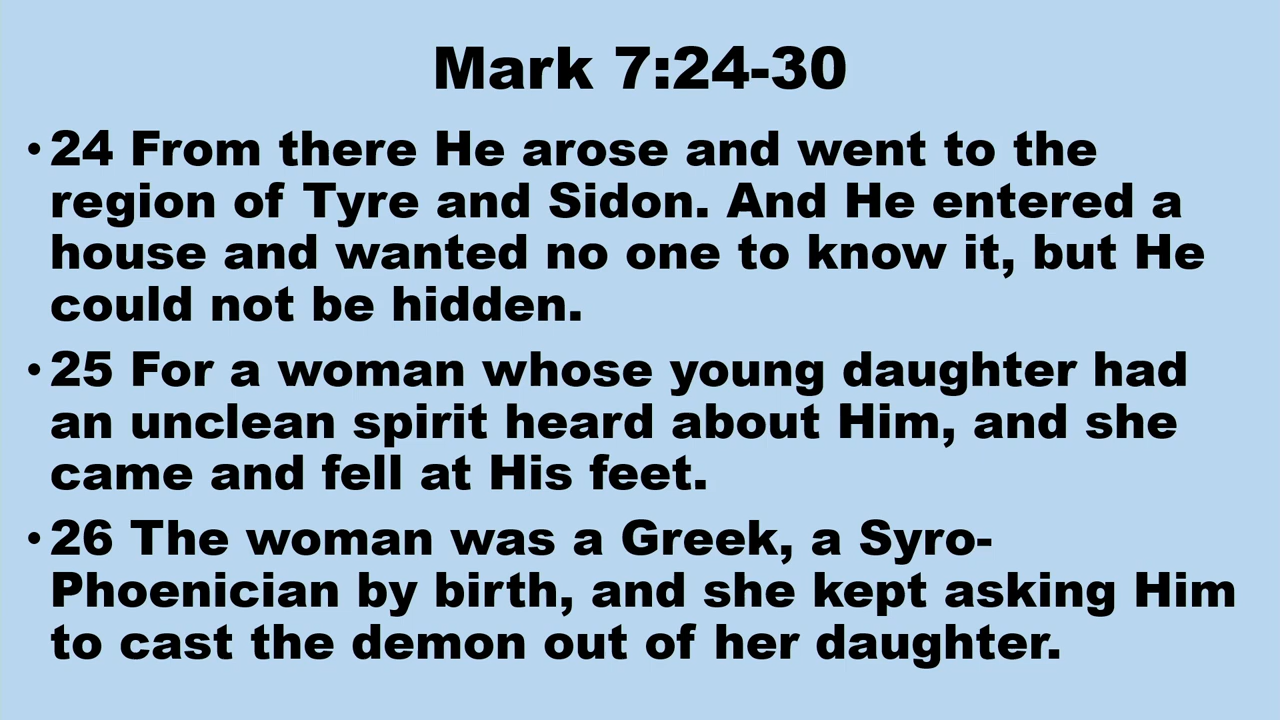 Mark 7:24-30
• 24 From there He arose and went to the
region of Tyre and Sidon. And He entered a
house and wanted no one to know it, but He
could not be hidden.
• 25 For a woman whose young daughter had
an unclean spirit heard about Him, and she
came and fell at His feet.
• 26 The woman was a Greek, a Syro-
Phoenician by birth, and she kept asking Him
to cast the demon out of her daughter.